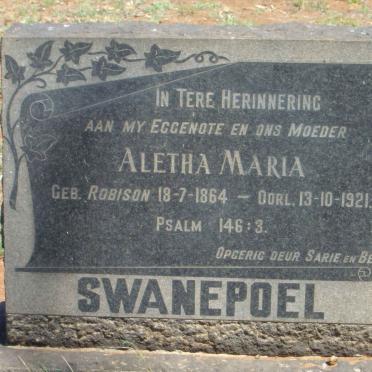 IN TERE HERINNERING
AAN MY EGGENOTE EN ONS MOEDER
ALETHA MARIA
GEB. ROBISON 18-7-1864 — OORL. 13-10-1921.
PSALM 146:3.
OPGERIG DEUR SARIE EN
SWANEPOEL